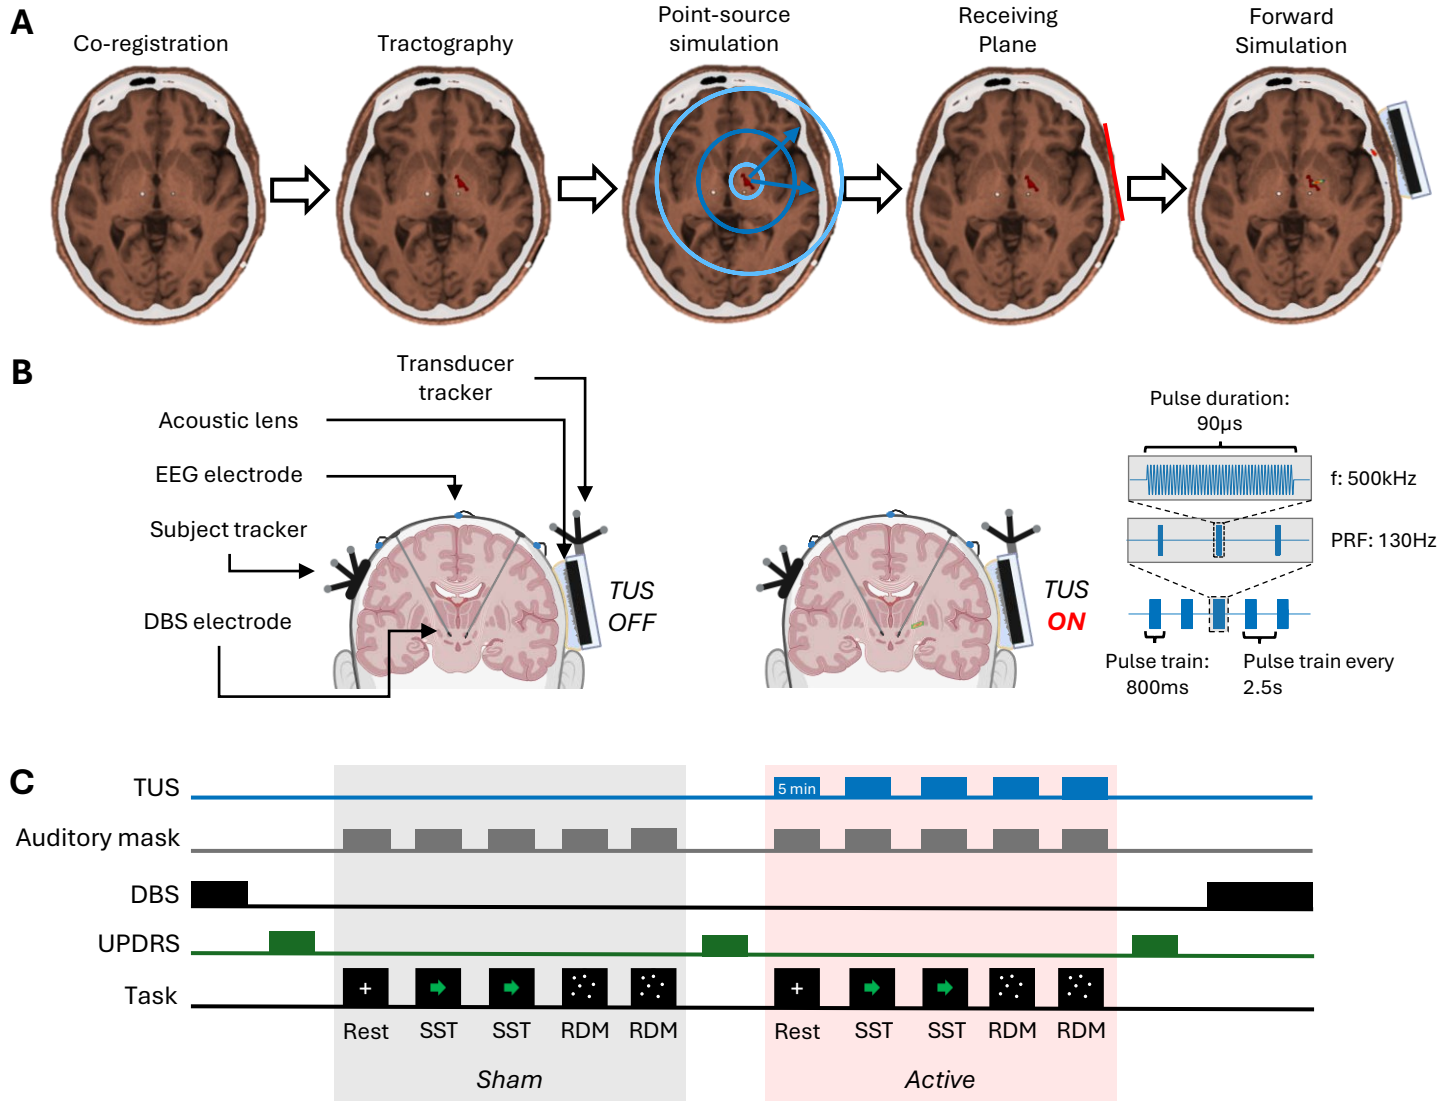 A
Co-registration
Tractography
Point-source
simulation
Receiving
Plane
Forward
Simulation
B
Transducer
tracker
Acoustic lens
EEG electrode
Subject tracker
DBS electrode
TUS
OFF
TUS
ON
Pulse duration:
90µs
f: 500kHz
PRF: 130Hz
Pulse train:
800ms
Pulse train every
2.5s
C
TUS
5 min
Auditory mask
DBS
UPDRS
Task
Rest SST SST RDM RDM
Rest SST SST RDM RDM
Sham
Active